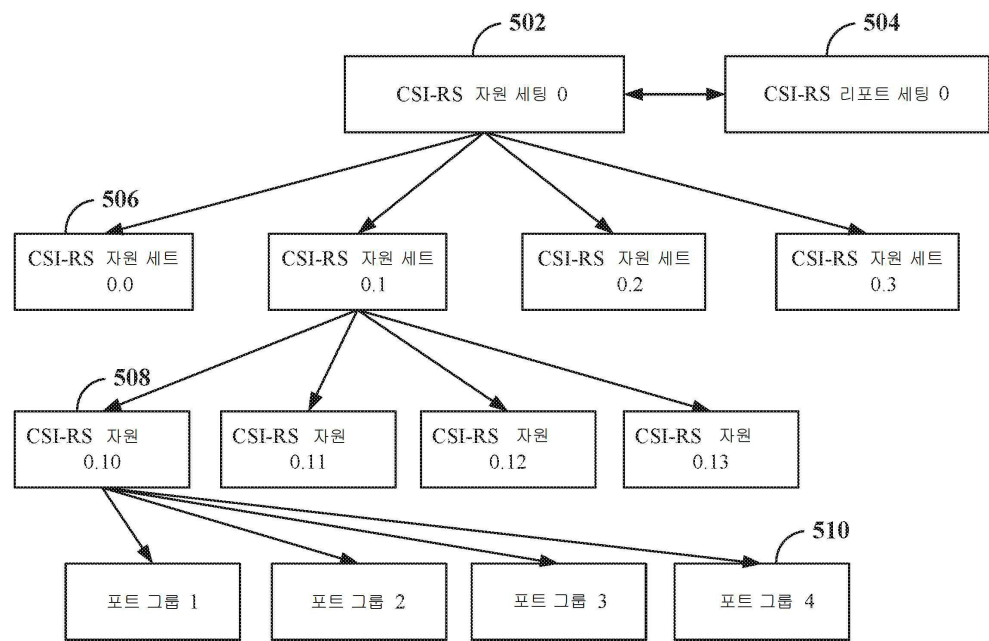 502
504
CSI-RS 자원 세팅 0
CSI-RS 리포트 세팅 0
506
CSI-RS 자원 세트
0.0
CSI-RS 자원 세트
0.1
CSI-RS 자원 세트
0.2
CSI-RS 자원 세트
0.3
508
CSI-RS 자원
0.10
CSI-RS 자원
0.11
CSI-RS 자원
0.12
CSI-RS 자원
0.13
510
포트 그룹 1
포트 그룹 2
포트 그룹 3
포트 그룹 4